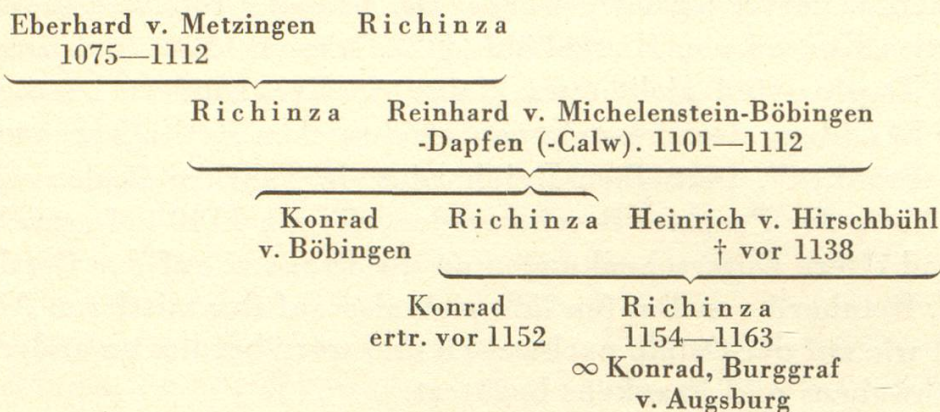 Eberhard v. Metzingen Richinza
1075—1112
Richinza Reinhard v. Michelenstein-Böbingen
-Dapfen (-Calw). 1101—1112
Konrad Richinza Heinrich v. Hirschbühl
v. Böbingen † vor 1138
Konrad Richinza
ertr. vor 1152 1154—1163
∞ Konrad, Burggraf
v. Augsburg